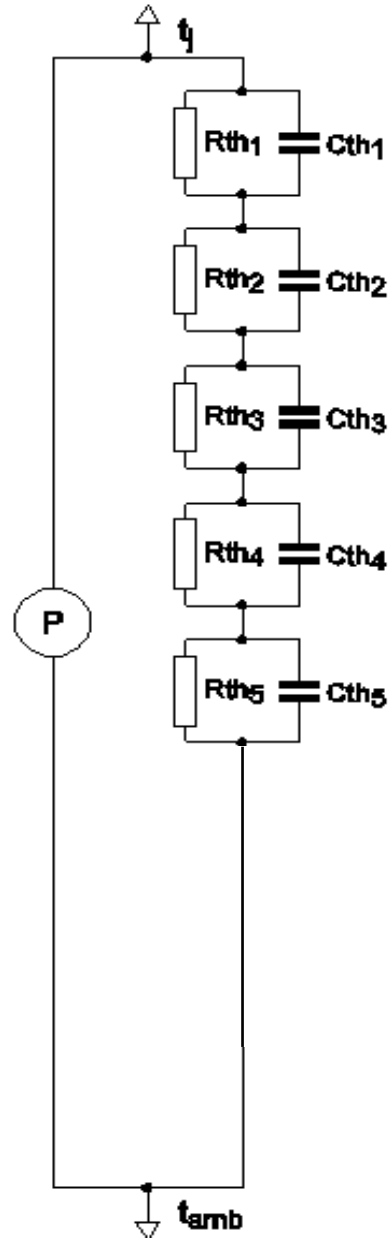 tj
Rth1 Cth1
Rth2 Cth2
Rth3 Cth3
Rth4 Cth4
P
Rth5 Cth5
tamb